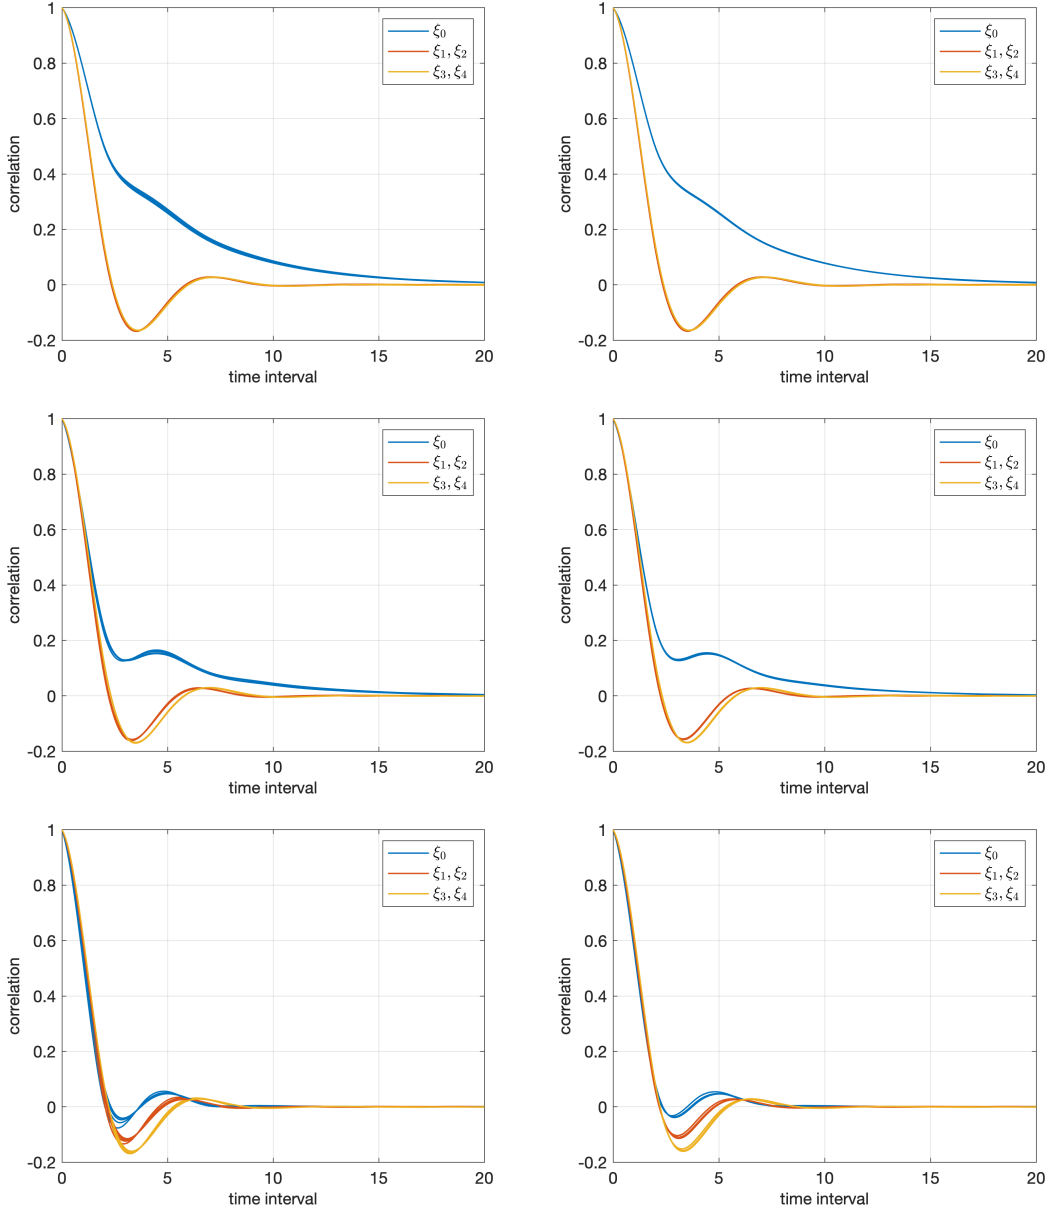 1
0.8
0.6
0.4
0.2
0
-0.2
0 5 10 15 20
correlation
time interval
ξ₀
ξ₁, ξ₂
ξ₃, ξ₄
1
0.8
0.6
0.4
0.2
0
-0.2
0 5 10 15 20
correlation
time interval
ξ₀
ξ₁, ξ₂
ξ₃, ξ₄
1
0.8
0.6
0.4
0.2
0
-0.2
0 5 10 15 20
correlation
time interval
ξ₀
ξ₁, ξ₂
ξ₃, ξ₄
1
0.8
0.6
0.4
0.2
0
-0.2
0 5 10 15 20
correlation
time interval
ξ₀
ξ₁, ξ₂
ξ₃, ξ₄
1
0.8
0.6
0.4
0.2
0
-0.2
0 5 10 15 20
correlation
time interval
ξ₀
ξ₁, ξ₂
ξ₃, ξ₄
1
0.8
0.6
0.4
0.2
0
-0.2
0 5 10 15 20
correlation
time interval
ξ₀
ξ₁, ξ₂
ξ₃, ξ₄